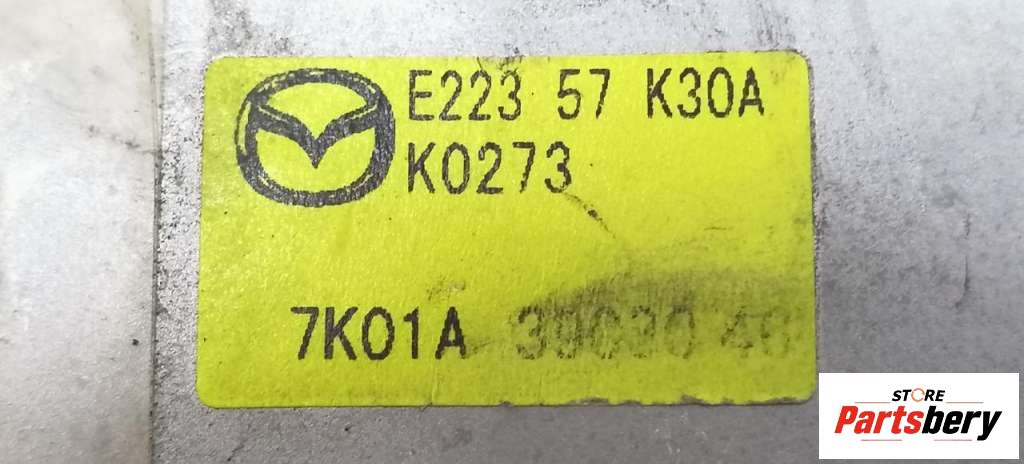 E223 57 K30A
K0273
7K01A
STORE
Partsbery